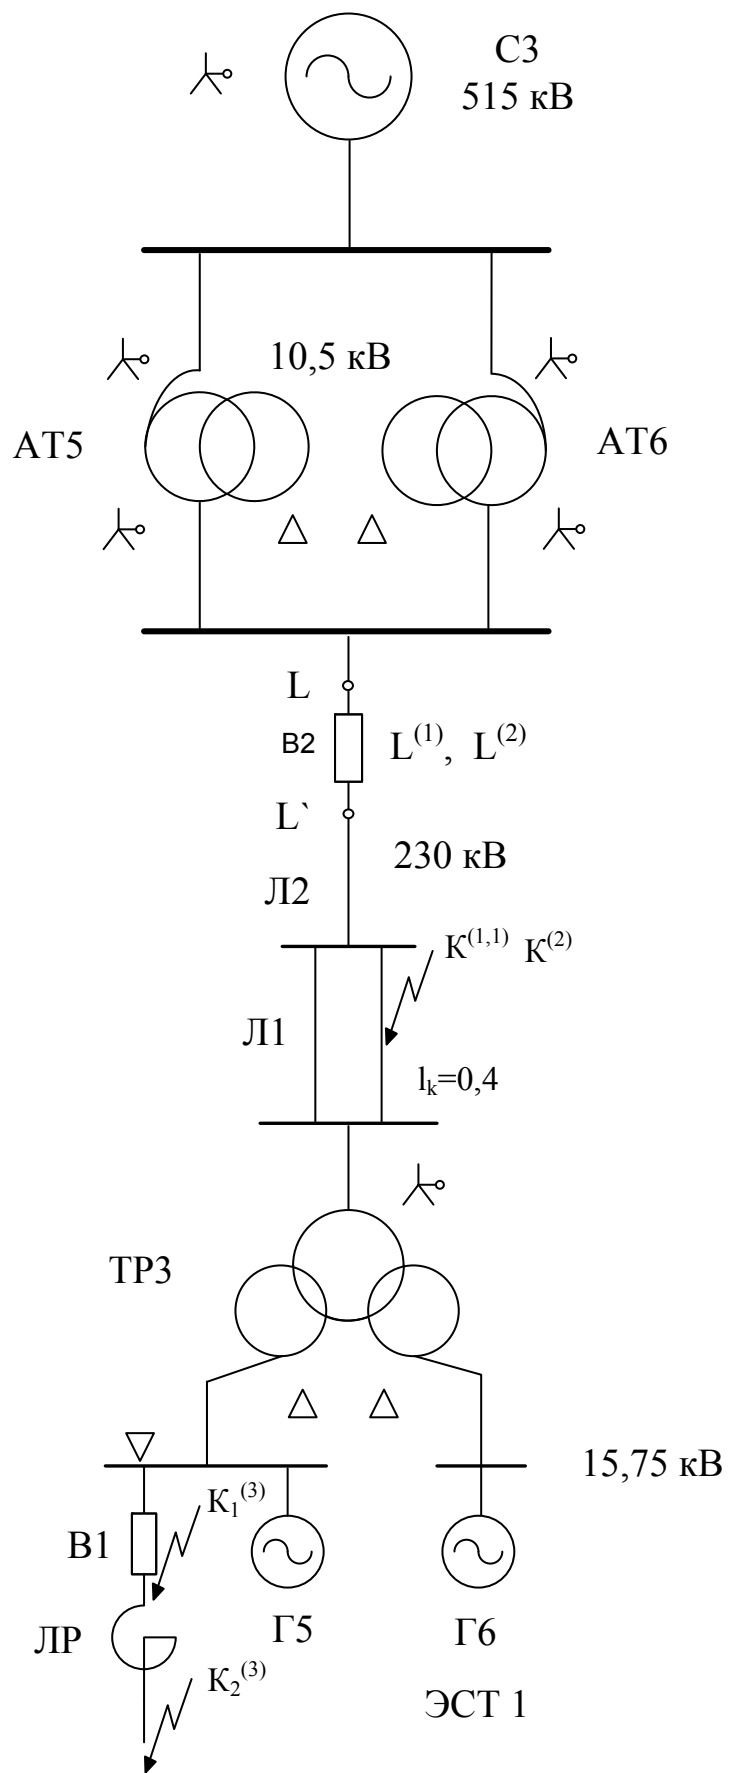 С3
515 кВ
10,5 кВ
АТ5
АТ6
L
В2
L⁽¹⁾, L⁽²⁾
L`
230 кВ
Л2
К⁽¹,¹⁾ К⁽²⁾
Л1
lₖ=0,4
ТР3
15,75 кВ
К₁⁽³⁾
В1
Г5
Г6
ЛР
К₂⁽³⁾
ЭСТ 1